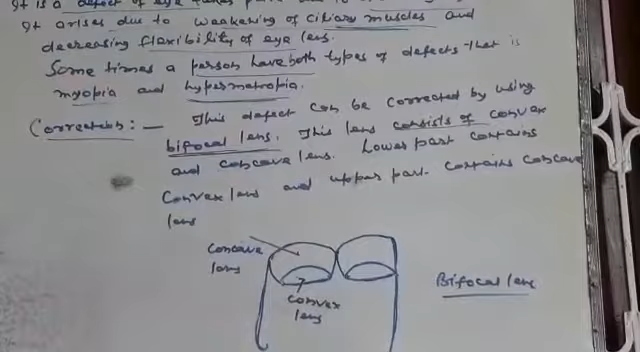 It is a defect of eye takes
It arises due to weakening of ciliary muscles and
decreasing flaxibility of eye lens.
Some times a person have both types of defects that is
myopia and hypermetropia.
Correction: — This defect can be corrected by using
bifocal lens. This lens consists of convex
and concave lens. Lower part contains
convex lens and upper part contains concave
lens
Concave
lens
convex
lens
Bifocal lens